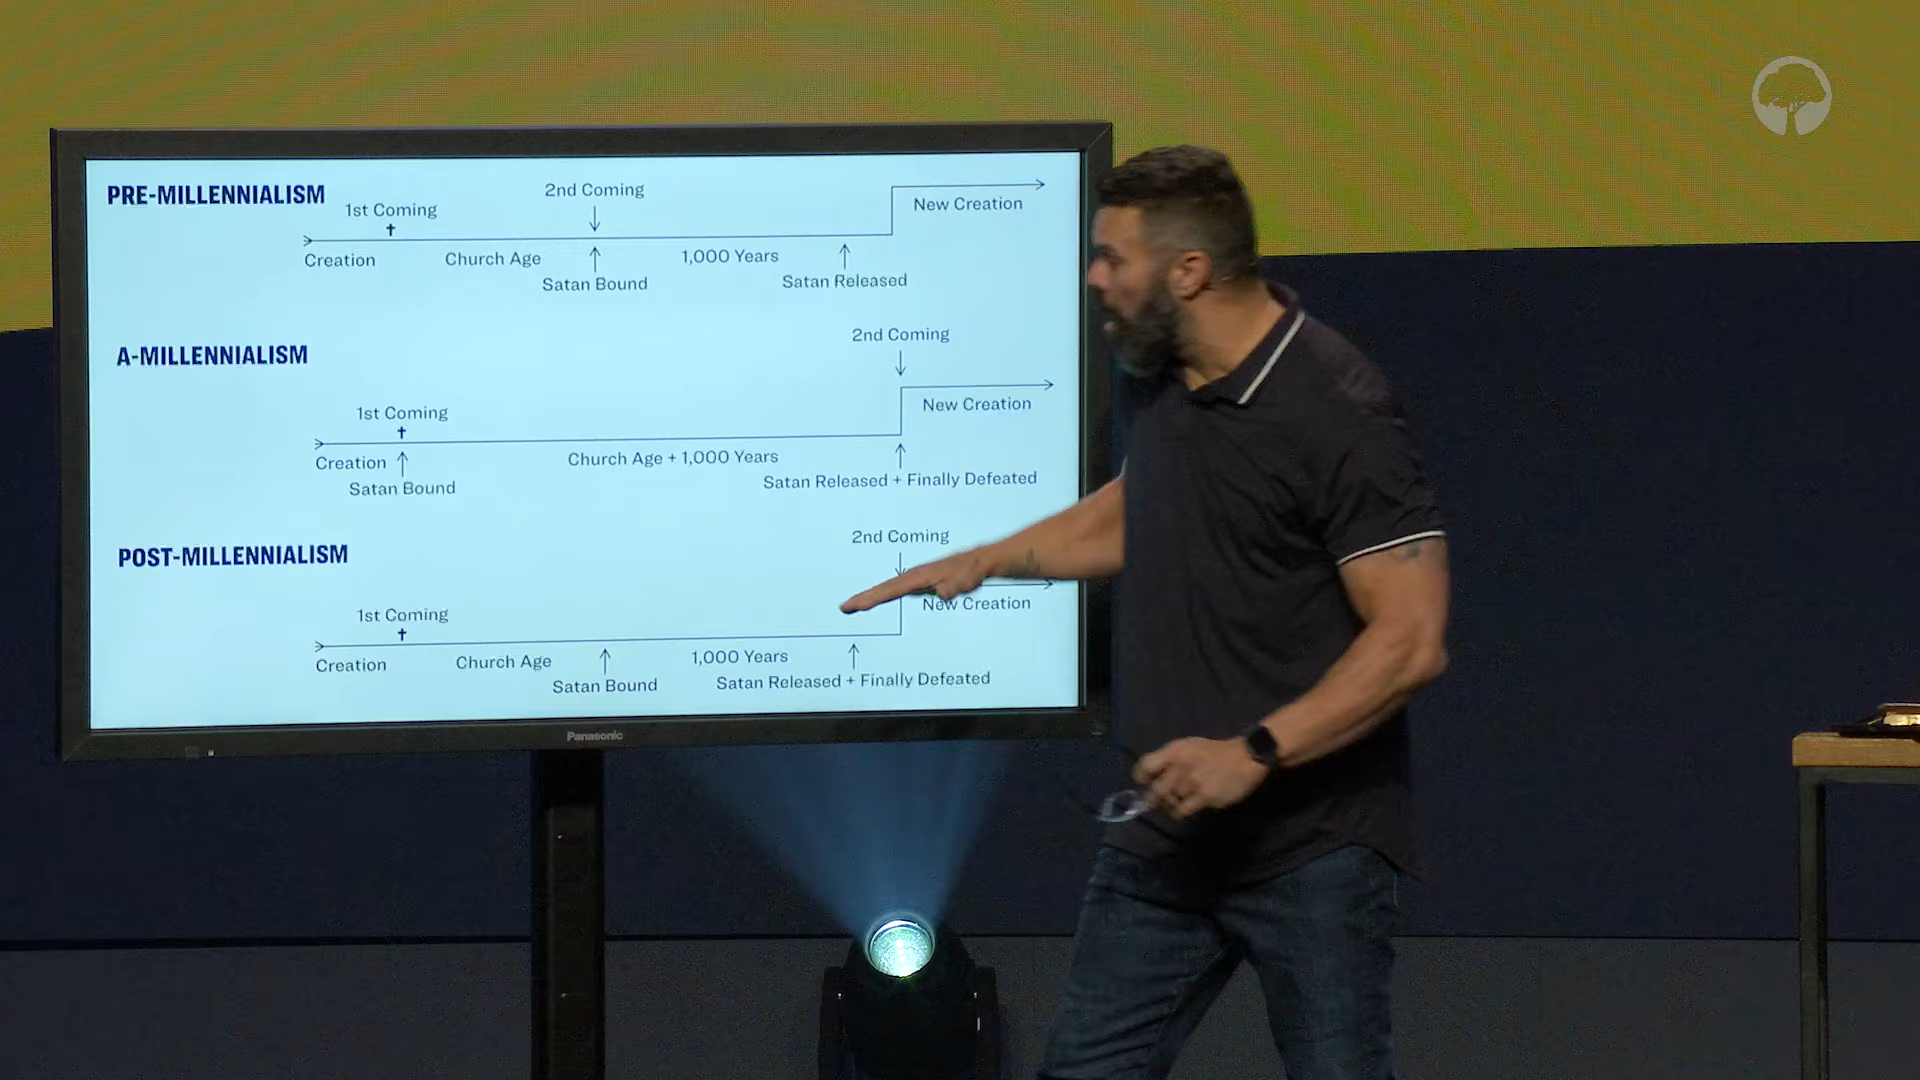 PRE-MILLENNIALISM
1st Coming
2nd Coming
New Creation
Creation
Church Age
1,000 Years
Satan Bound
Satan Released
A-MILLENNIALISM
1st Coming
2nd Coming
New Creation
Creation
Church Age + 1,000 Years
Satan Bound
Satan Released + Finally Defeated
POST-MILLENNIALISM
1st Coming
2nd Coming
New Creation
Creation
Church Age
1,000 Years
Satan Bound
Satan Released + Finally Defeated
Panasonic